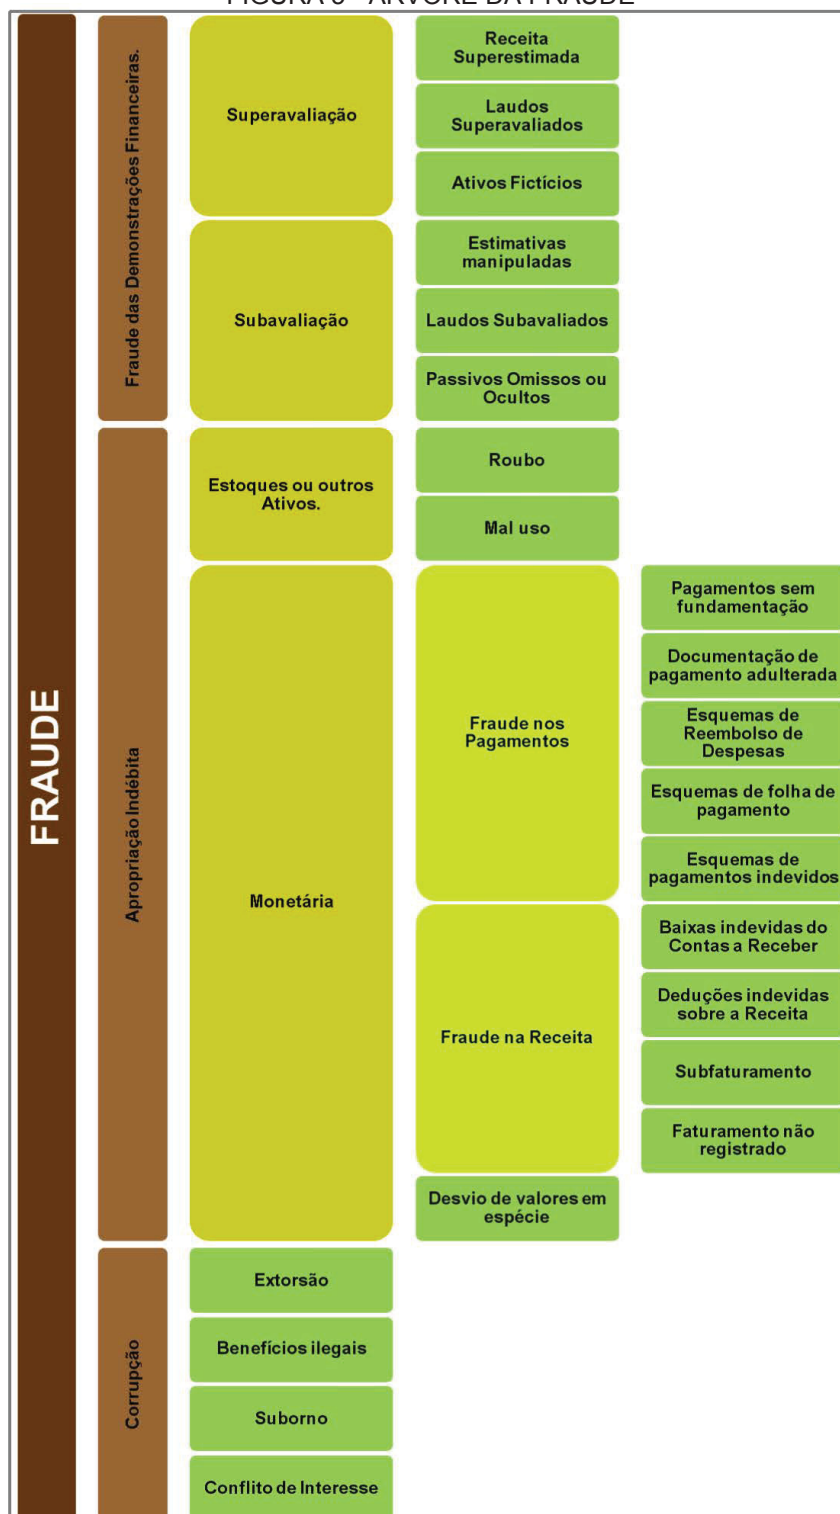 FRAUDE
Fraude das Demonstrações Financeiras.
Superavaliação
Receita
Superestimada
Laudos
Superavaliados
Ativos Fictícios
Subavaliação
Estimativas
manipuladas
Laudos Subavaliados
Passivos Omissos ou
Ocultos
Apropriação Indébita
Estoques ou outros
Ativos.
Roubo
Mal uso
Monetária
Fraude nos
Pagamentos
Pagamentos sem
fundamentação
Documentação de
pagamento adulterada
Esquemas de
Reembolso de
Despesas
Esquemas de folha de
pagamento
Esquemas de
pagamentos indevidos
Fraude na Receita
Baixas indevidas do
Contas a Receber
Deduções indevidas
sobre a Receita
Subfaturamento
Faturamento não
registrado
Desvio de valores em
espécie
Corrupção
Extorsão
Benefícios ilegais
Suborno
Conflito de Interesse